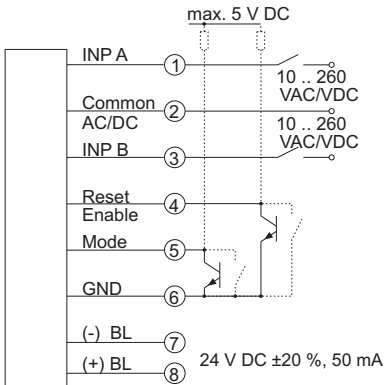 max. 5 V DC
INP A
1
10 .. 260
VAC/VDC
Common
AC/DC
2
10 .. 260
VAC/VDC
INP B
3
Reset
Enable
4
Mode
5
GND
6
(-) BL
7
(+) BL
8
24 V DC ±20 %, 50 mA